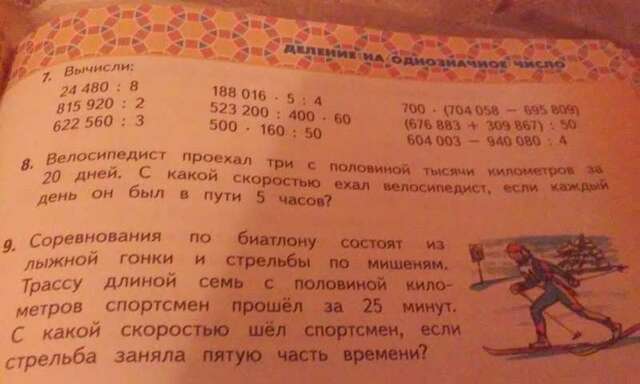 ДЕЛЕНИЕ НА ОДНОЗНАЧНОЕ ЧИСЛО
7. Вычисли:
24 480 : 8
815 920 : 2
622 560 : 3
188 016 · 5 : 4
523 200 : 400 · 60
500 · 160 : 50
700 · (704 058 − 695 809)
(676 883 + 309 867) : 50
604 003 − 940 080 : 4
8. Велосипедист проехал три с половиной тысячи километров за
20 дней. С какой скоростью ехал велосипедист, если каждый
день он был в пути 5 часов?
9. Соревнования по биатлону состоят из
лыжной гонки и стрельбы по мишеням.
Трассу длиной семь с половиной кило-
метров спортсмен прошёл за 25 минут.
С какой скоростью шёл спортсмен, если
стрельба заняла пятую часть времени?